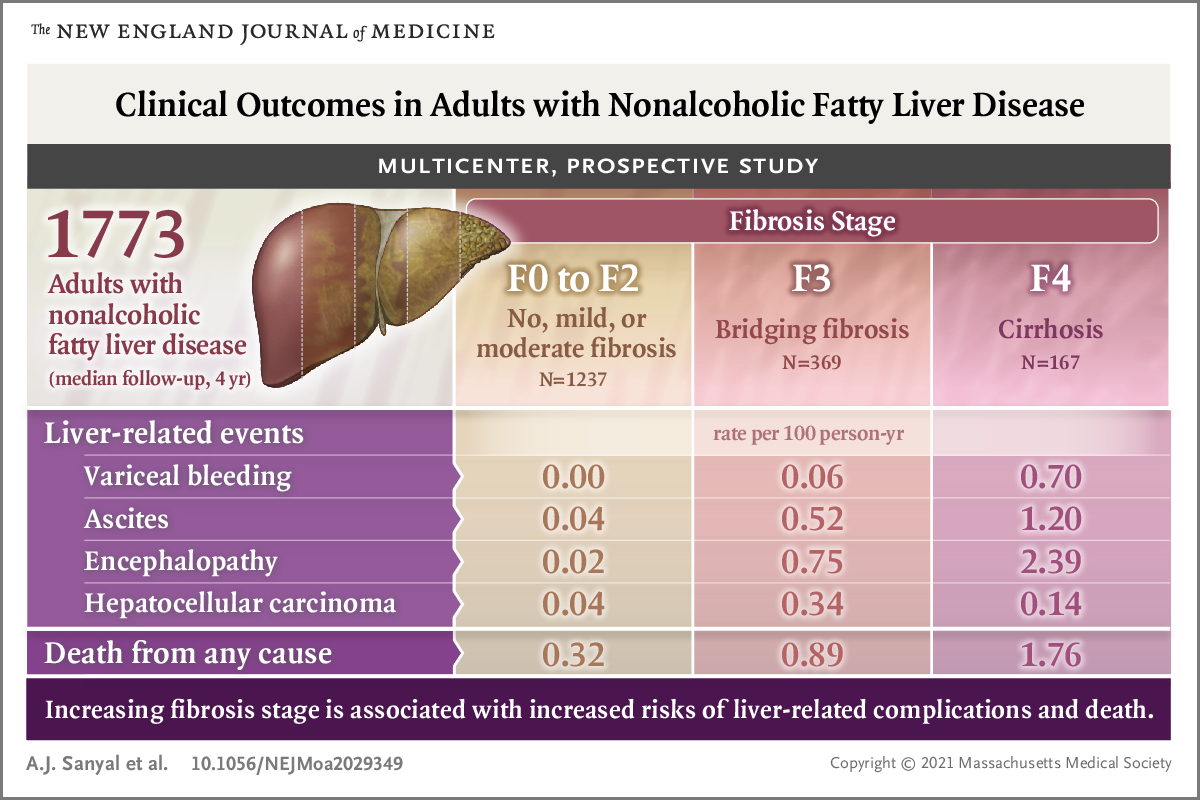 The NEW ENGLAND JOURNAL of MEDICINE
Clinical Outcomes in Adults with Nonalcoholic Fatty Liver Disease
MULTICENTER, PROSPECTIVE STUDY
1773
Adults with
nonalcoholic
fatty liver disease
(median follow-up, 4 yr)
Fibrosis Stage
F0 to F2
No, mild, or
moderate fibrosis
N=1237
F3
Bridging fibrosis
N=369
F4
Cirrhosis
N=167
Liver-related events
rate per 100 person-yr
Variceal bleeding 0.00 0.06 0.70
Ascites 0.04 0.52 1.20
Encephalopathy 0.02 0.75 2.39
Hepatocellular carcinoma 0.04 0.34 0.14
Death from any cause 0.32 0.89 1.76
Increasing fibrosis stage is associated with increased risks of liver-related complications and death.
A.J. Sanyal et al. 10.1056/NEJMoa2029349
Copyright © 2021 Massachusetts Medical Society